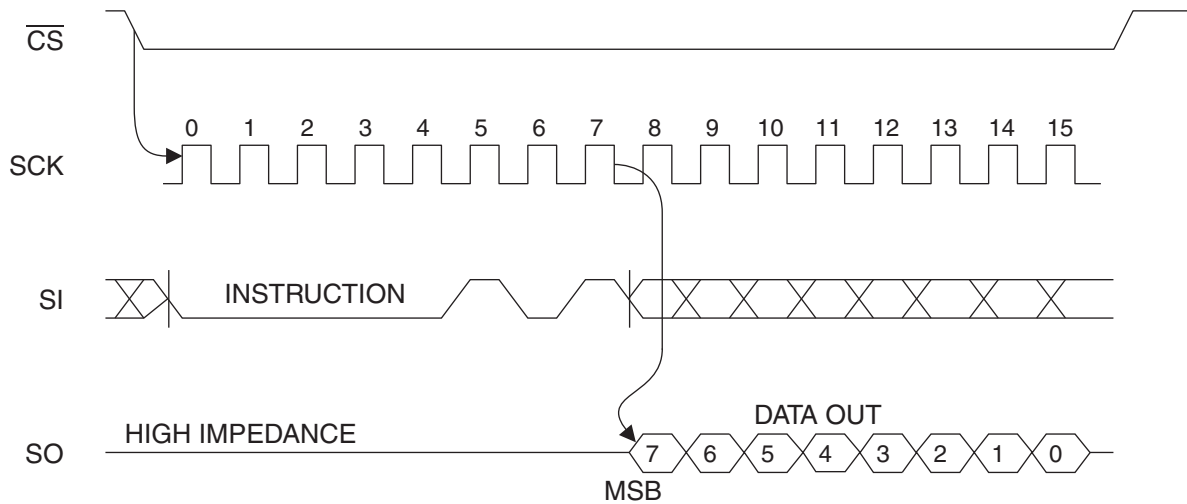 CS
0 1 2 3 4 5 6 7 8 9 10 11 12 13 14 15
SCK
SI
INSTRUCTION
DATA OUT
HIGH IMPEDANCE
SO
7 6 5 4 3 2 1 0
MSB